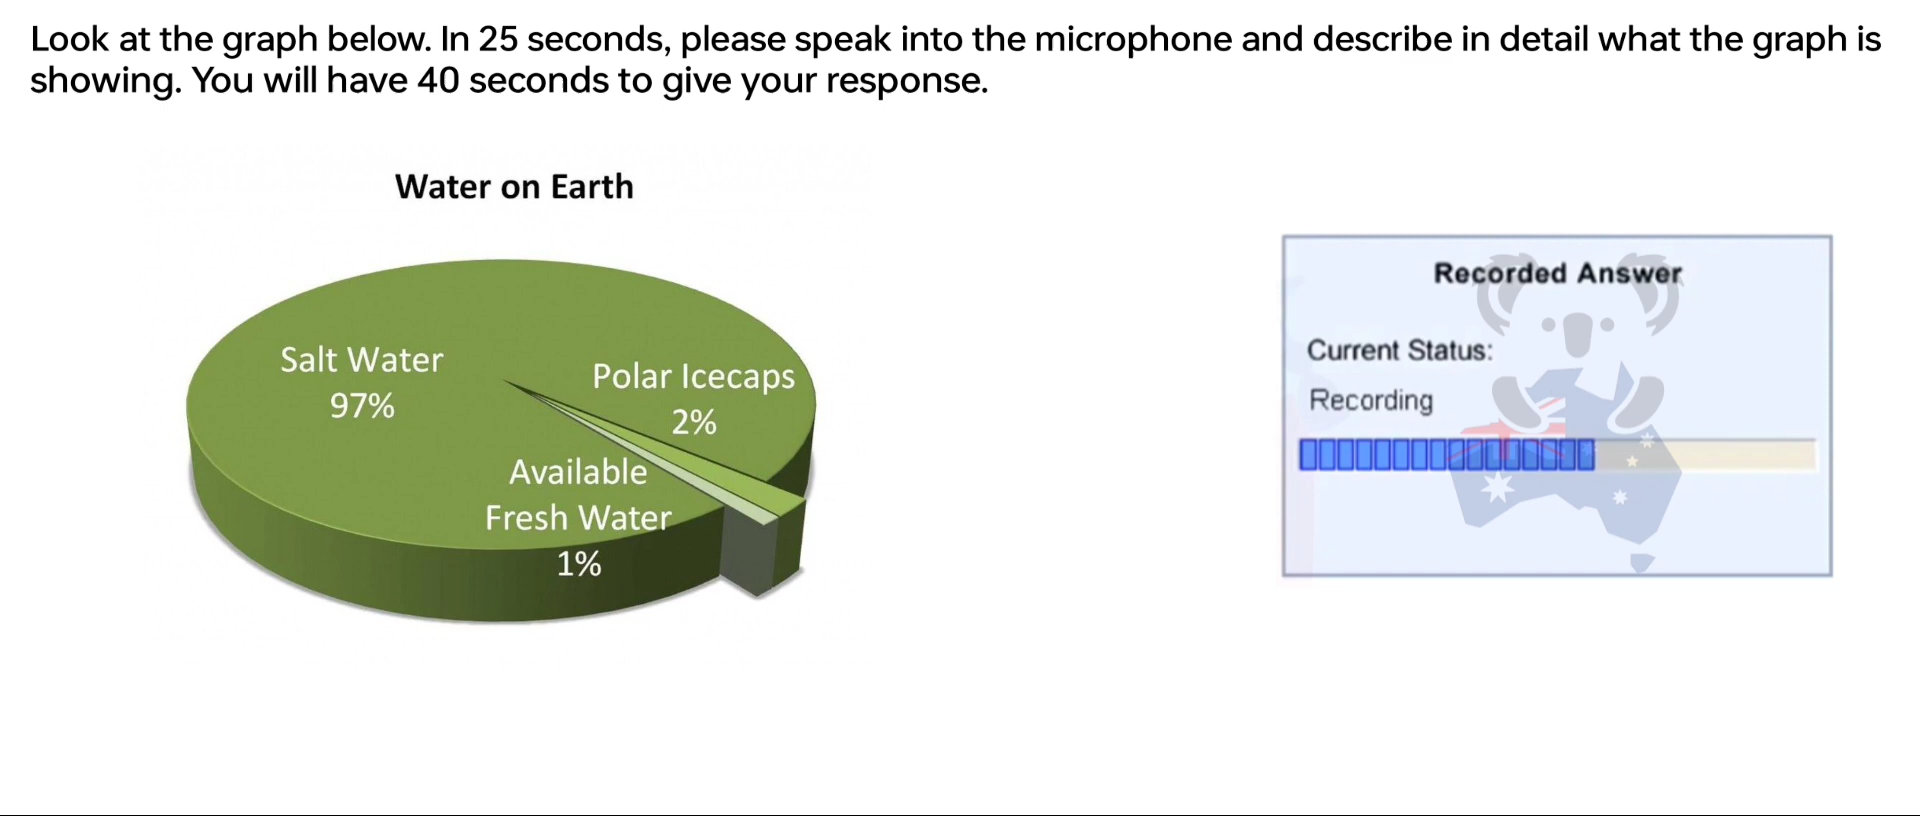 Look at the graph below. In 25 seconds, please speak into the microphone and describe in detail what the graph is
showing. You will have 40 seconds to give your response.
Water on Earth
Salt Water
97%
Polar Icecaps
2%
Available
Fresh Water
1%
Recorded Answer
Current Status:
Recording